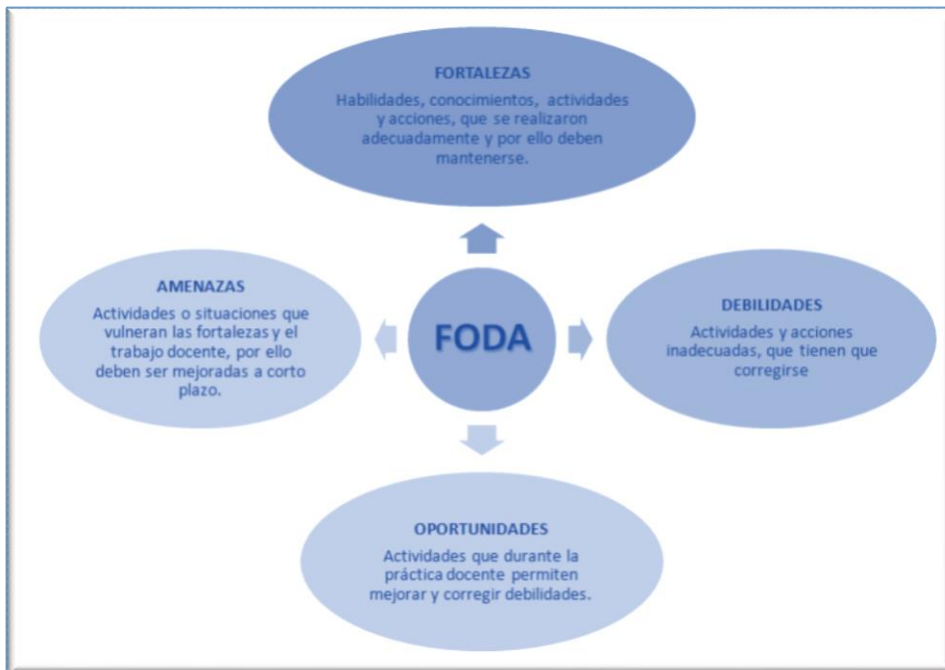 FORTALEZAS
Habilidades, conocimientos, actividades
y acciones, que se realizaron
adecuadamente y por ello deben
mantenerse.
AMENAZAS
Actividades o situaciones que
vulneran las fortalezas y el
trabajo docente, por ello
deben ser mejoradas a corto
plazo.
FODA
DEBILIDADES
Actividades y acciones
inadecuadas, que tienen que
corregirse
OPORTUNIDADES
Actividades que durante la
práctica docente permiten
mejorar y corregir debilidades.